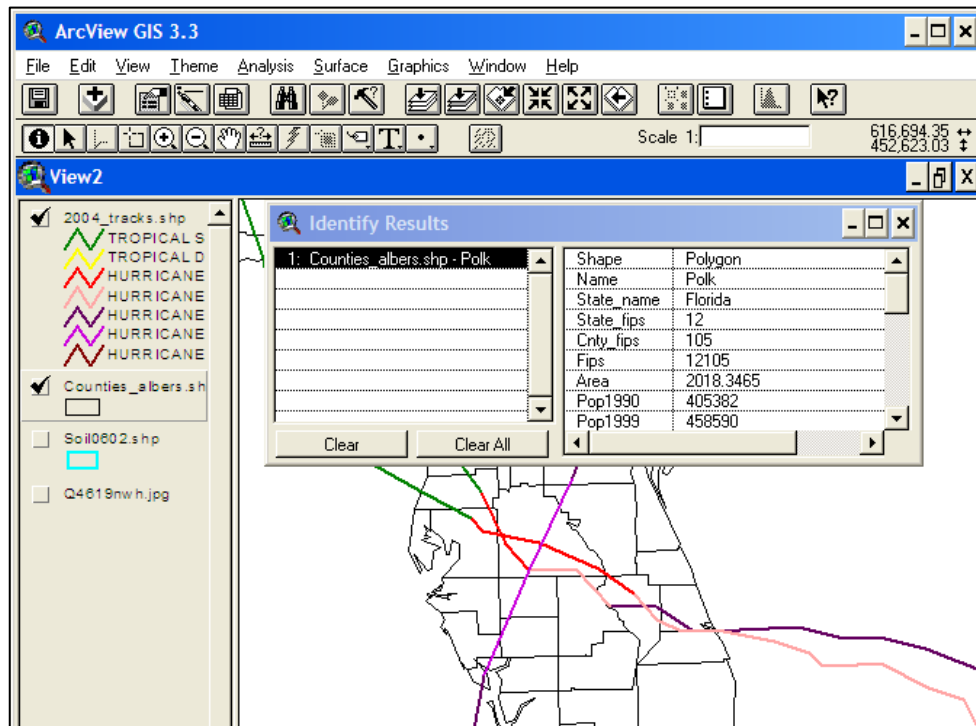 ArcView GIS 3.3
File Edit View Theme Analysis Surface Graphics Window Help
Scale 1:
616,694.35
452,623.03
View2
2004_tracks.shp
TROPICAL S
TROPICAL D
HURRICANE
HURRICANE
HURRICANE
HURRICANE
HURRICANE
Counties_albers.sh
Soil0602.shp
Q4619nwh.jpg
Identify Results
1: Counties_albers.shp - Polk
Clear Clear All
Shape Polygon
Name Polk
State_name Florida
State_fips 12
Cnty_fips 105
Fips 12105
Area 2018.3465
Pop1990 405382
Pop1999 458590